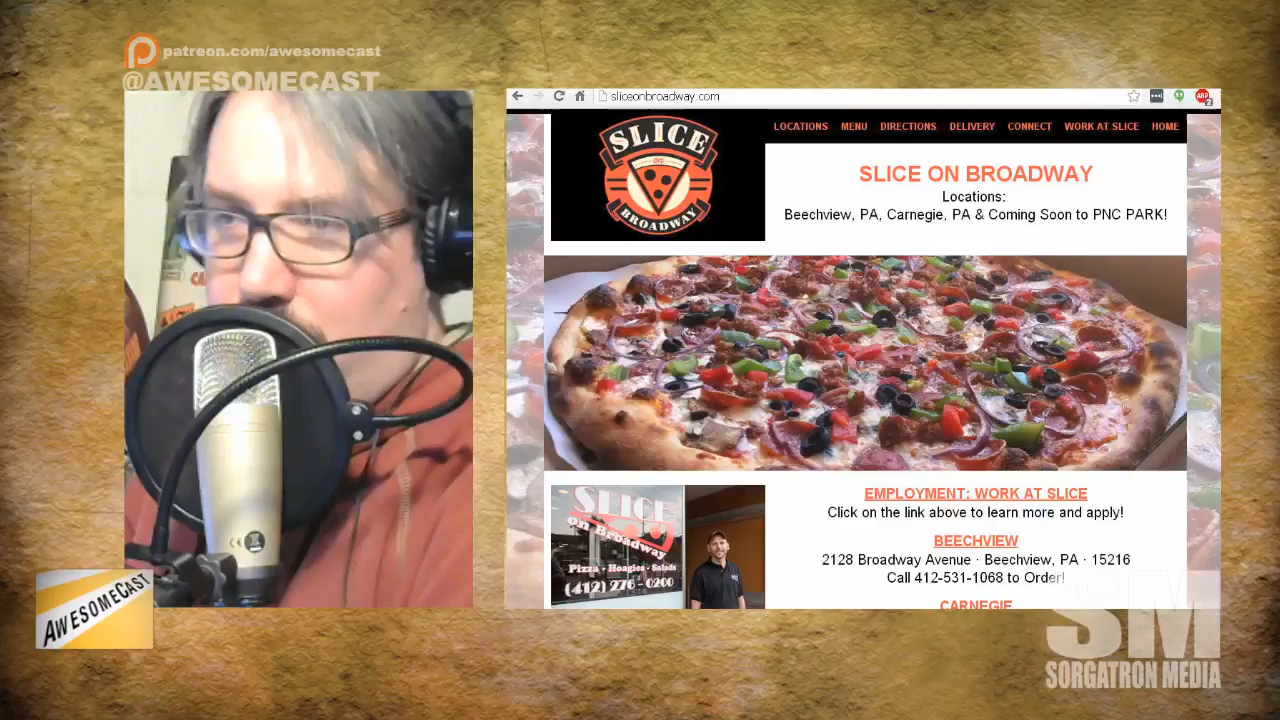 patreon.com/awesomecast
@AWESOMECAST
sliceonbroadway.com
ABP
2
SLICE
on
BROADWAY
LOCATIONS MENU DIRECTIONS DELIVERY CONNECT WORK AT SLICE HOME
SLICE ON BROADWAY
Locations:
Beechview, PA, Carnegie, PA & Coming Soon to PNC PARK!
SLICE
on Broadway
Pizza - Hoagies - Salads
(412) 276-0200
EMPLOYMENT: WORK AT SLICE
Click on the link above to learn more and apply!
BEECHVIEW
2128 Broadway Avenue · Beechview, PA · 15216
Call 412-531-1068 to Order!
CARNEGIE
CE
AWESOMECAST
SM
SORGATRON MEDIA